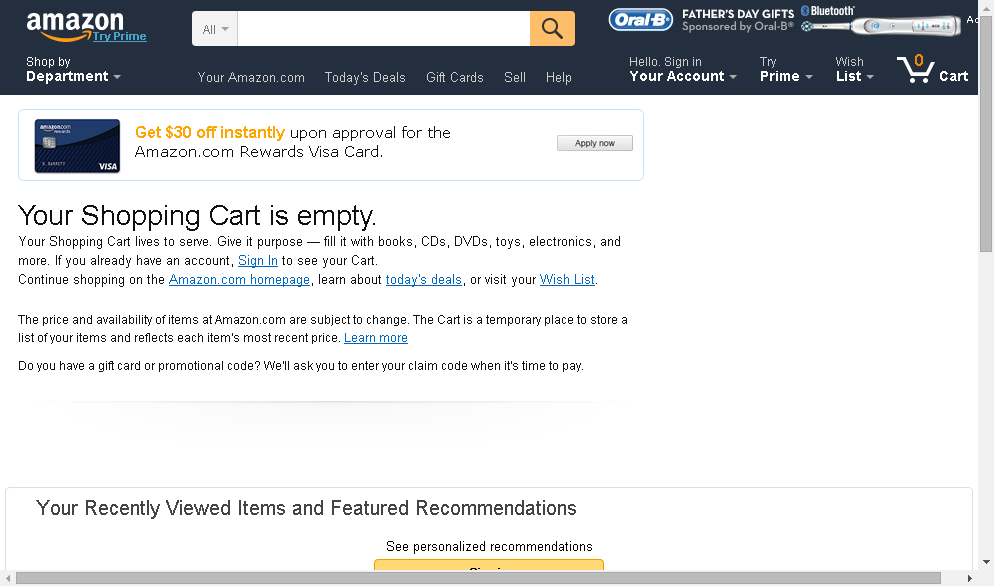 amazon
Try Prime
All
Oral-B
FATHER'S DAY GIFTS
Sponsored by Oral-B®
Bluetooth
Shop by
Department
Your Amazon.com
Today's Deals
Gift Cards
Sell
Help
Hello. Sign in
Your Account
Try
Prime
Wish
List
0
Cart
amazon.com
rewards
VISA
Get $30 off instantly upon approval for the
Amazon.com Rewards Visa Card.
Apply now
Your Shopping Cart is empty.
Your Shopping Cart lives to serve. Give it purpose — fill it with books, CDs, DVDs, toys, electronics, and
more. If you already have an account, Sign In to see your Cart.
Continue shopping on the Amazon.com homepage, learn about today's deals, or visit your Wish List.
The price and availability of items at Amazon.com are subject to change. The Cart is a temporary place to store a
list of your items and reflects each item's most recent price. Learn more
Do you have a gift card or promotional code? We'll ask you to enter your claim code when it's time to pay.
Your Recently Viewed Items and Featured Recommendations
See personalized recommendations